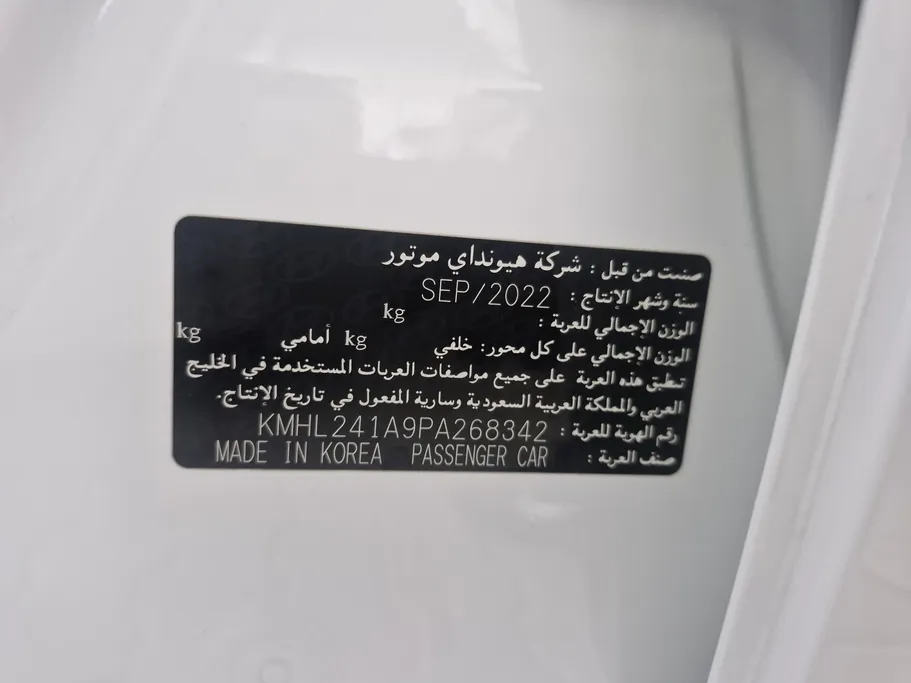 صنعت من قبل : شركة هيونداي موتور
سنة وشهر الإنتاج : SEP/2022
الوزن الإجمالي للعربة : kg
الوزن الإجمالي على كل محور: خلفي kg أمامي kg
تطبق هذه العربة على جميع مواصفات العربات المستخدمة في الخليج
العربي والمملكة العربية السعودية وسارية المفعول في تاريخ الإنتاج.
رقم الهوية للعربة : KMHL241A9PA268342
صنف العربة : MADE IN KOREA PASSENGER CAR